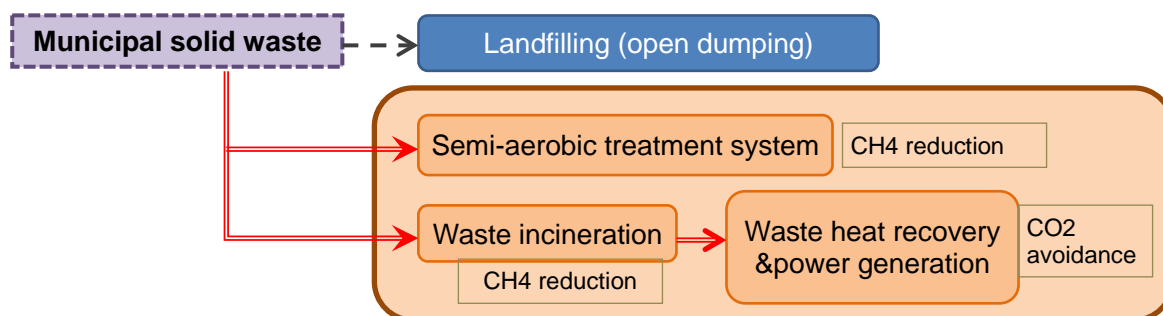 Municipal solid waste
Landfilling (open dumping)
Semi-aerobic treatment system
CH4 reduction
Waste incineration
CH4 reduction
Waste heat recovery
&power generation
CO2
avoidance